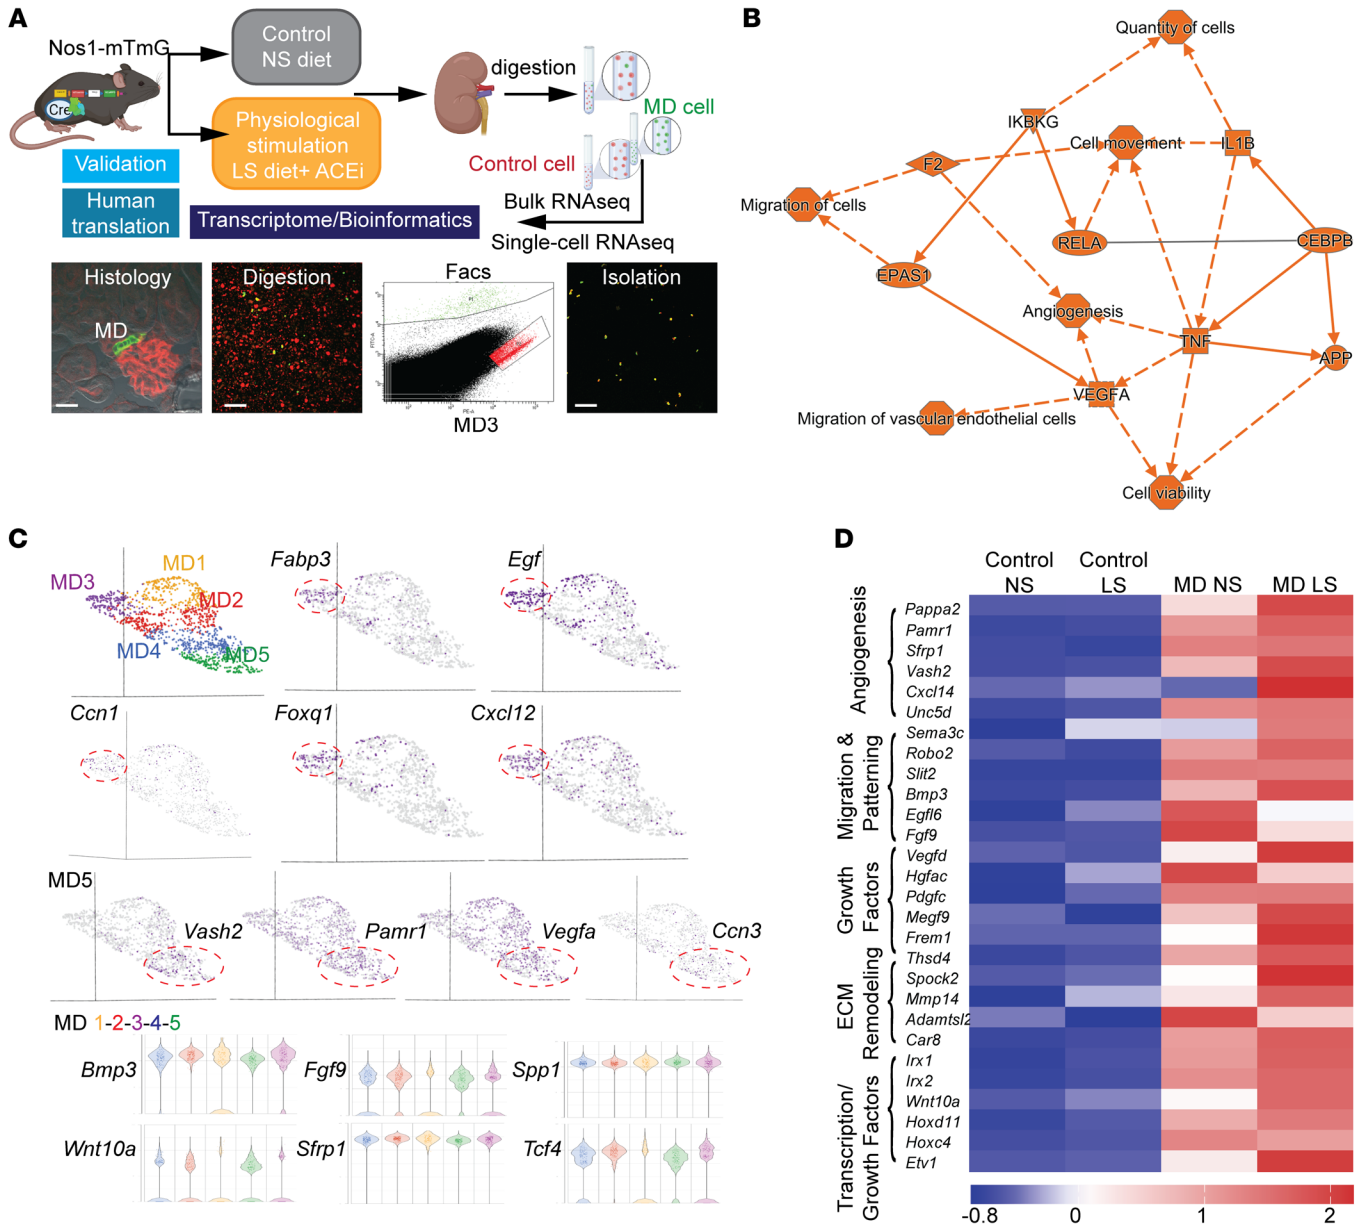 A
Nos1-mTmG
Cre
Control
NS diet
Physiological
stimulation
LS diet+ ACEi
digestion
MD cell
Control cell
Validation
Human
translation
Transcriptome/Bioinformatics
Bulk RNAseq
Single-cell RNAseq
Histology
MD
Digestion
Facs
FITC-A
PE-A
MD3
Isolation
B
Quantity of cells
IKBKG
Cell movement
IL1B
F2
Migration of cells
RELA
CEBPB
EPAS1
Angiogenesis
TNF
APP
VEGFA
Migration of vascular endothelial cells
Cell viability
C
MD1
MD3
MD2
MD4
MD5
Fabp3
Egf
Ccn1
Foxq1
Cxcl12
MD5
Vash2
Pamr1
Vegfa
Ccn3
MD 1-2-3-4-5
Bmp3
Fgf9
Spp1
Wnt10a
Sfrp1
Tcf4
D
Control
NS
Control
LS
MD NS
MD LS
Angiogenesis
Pappa2
Pamr1
Sfrp1
Vash2
Cxcl14
Unc5d
Migration &
Patterning
Sema3c
Robo2
Slit2
Bmp3
Egfl6
Fgf9
Growth
Factors
Vegfd
Hgfac
Pdgfc
Megf9
Frem1
Thsd4
ECM
Remodeling
Spock2
Mmp14
Adamtsl2
Car8
Transcription/
Growth Factors
Irx1
Irx2
Wnt10a
Hoxd11
Hoxc4
Etv1
-0.8
0
1
2